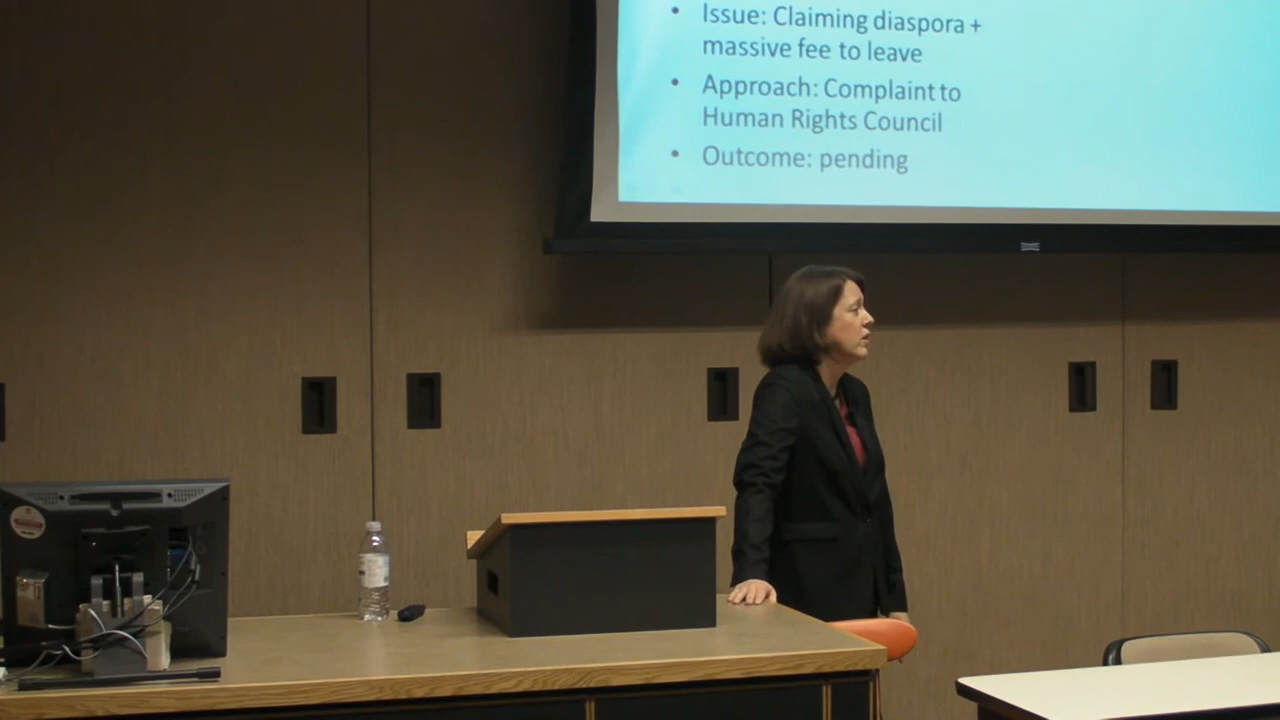 • Issue: Claiming diaspora +
massive fee to leave
• Approach: Complaint to
Human Rights Council
• Outcome: pending